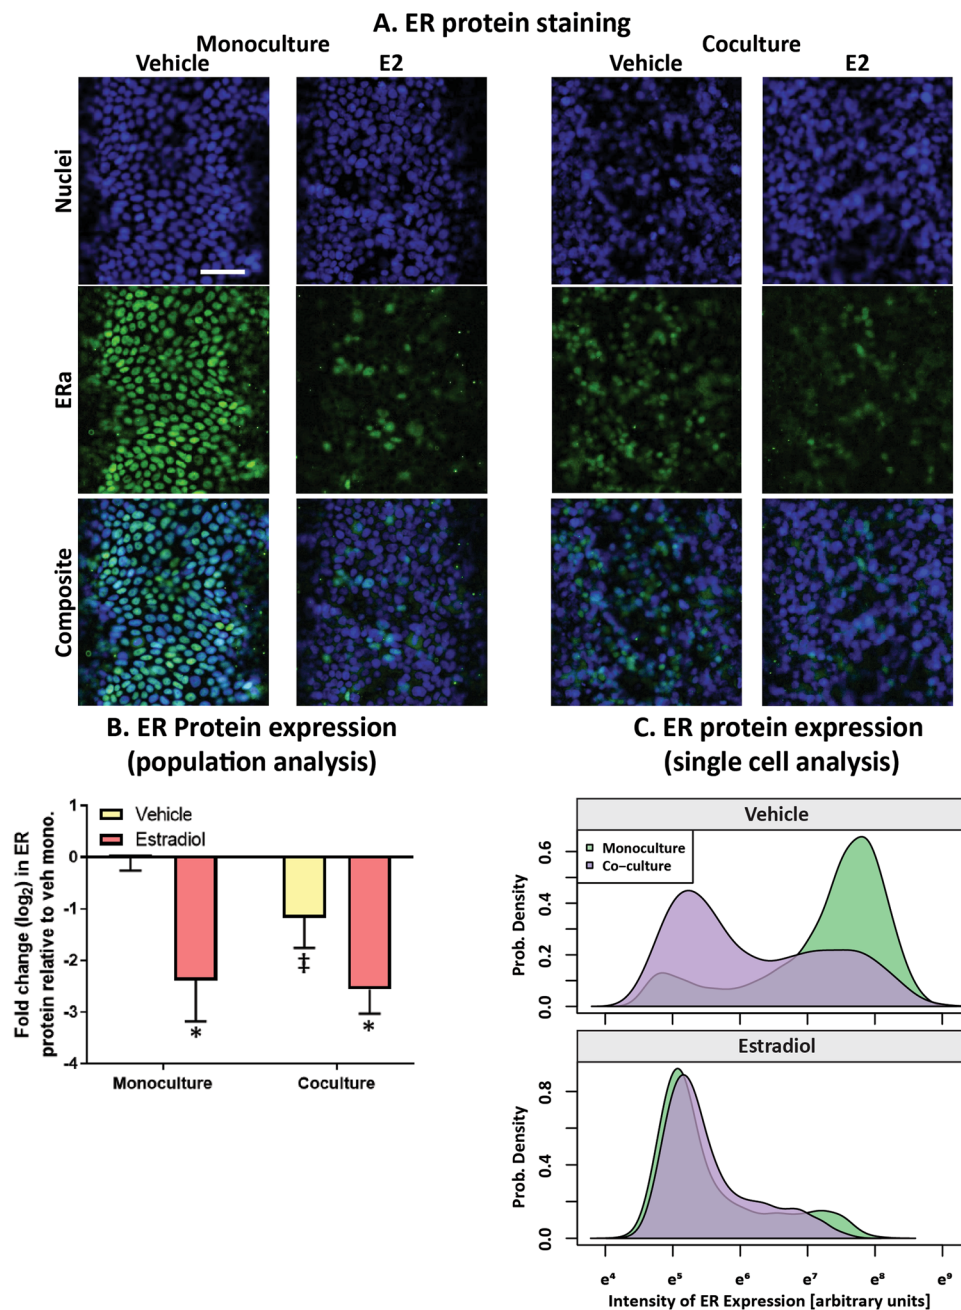 A. ER protein staining
Monoculture
Coculture
Vehicle
E2
Vehicle
E2
Nuclei
ERa
Composite
B. ER Protein expression
(population analysis)
C. ER protein expression
(single cell analysis)
Fold change (log₂) in ER
protein relative to veh mono.
1
0
-1
-2
-3
-4
Vehicle
Estradiol
‡
*
*
Monoculture
Coculture
Vehicle
Monoculture
Co-culture
Prob. Density
0.6
0.4
0.2
0.0
Estradiol
Prob. Density
0.8
0.4
0.0
e⁴ e⁵ e⁶ e⁷ e⁸ e⁹
Intensity of ER Expression [arbitrary units]